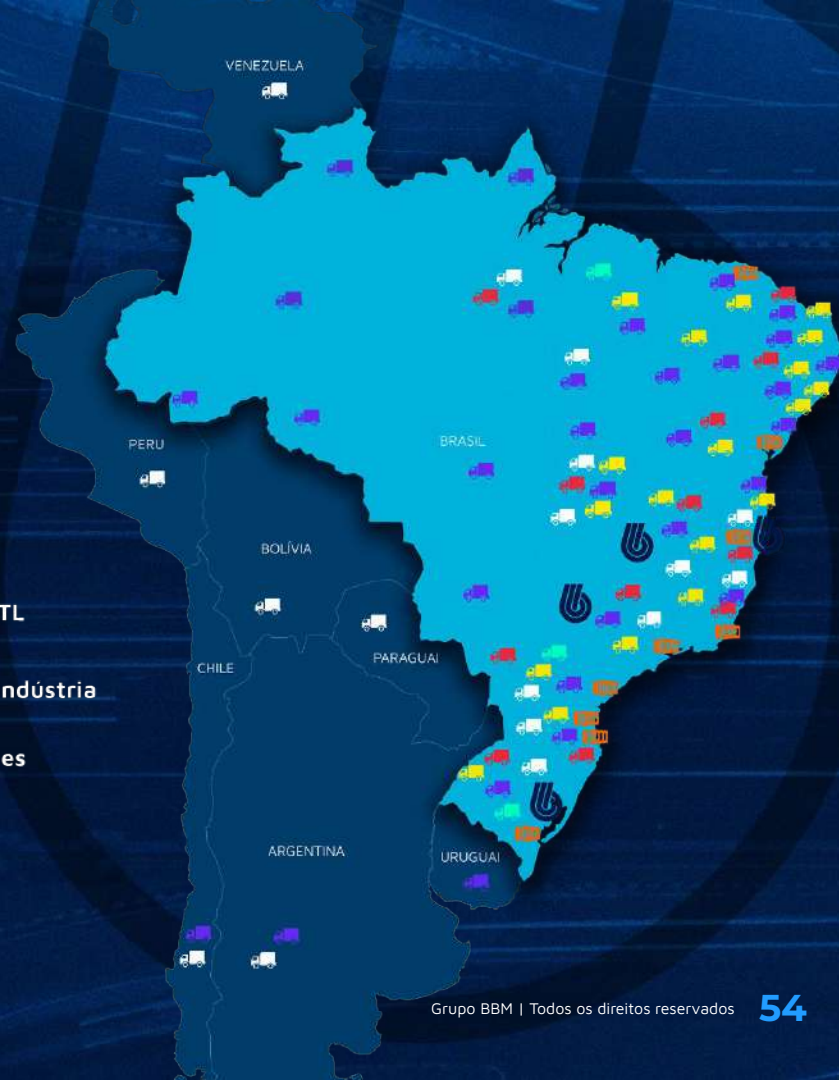 VENEZUELA
PERU
BRASIL
BOLÍVIA
PARAGUAI
CHILE
TL
ndústria
es
ARGENTINA
URUGUAI
Grupo BBM | Todos os direitos reservados 54